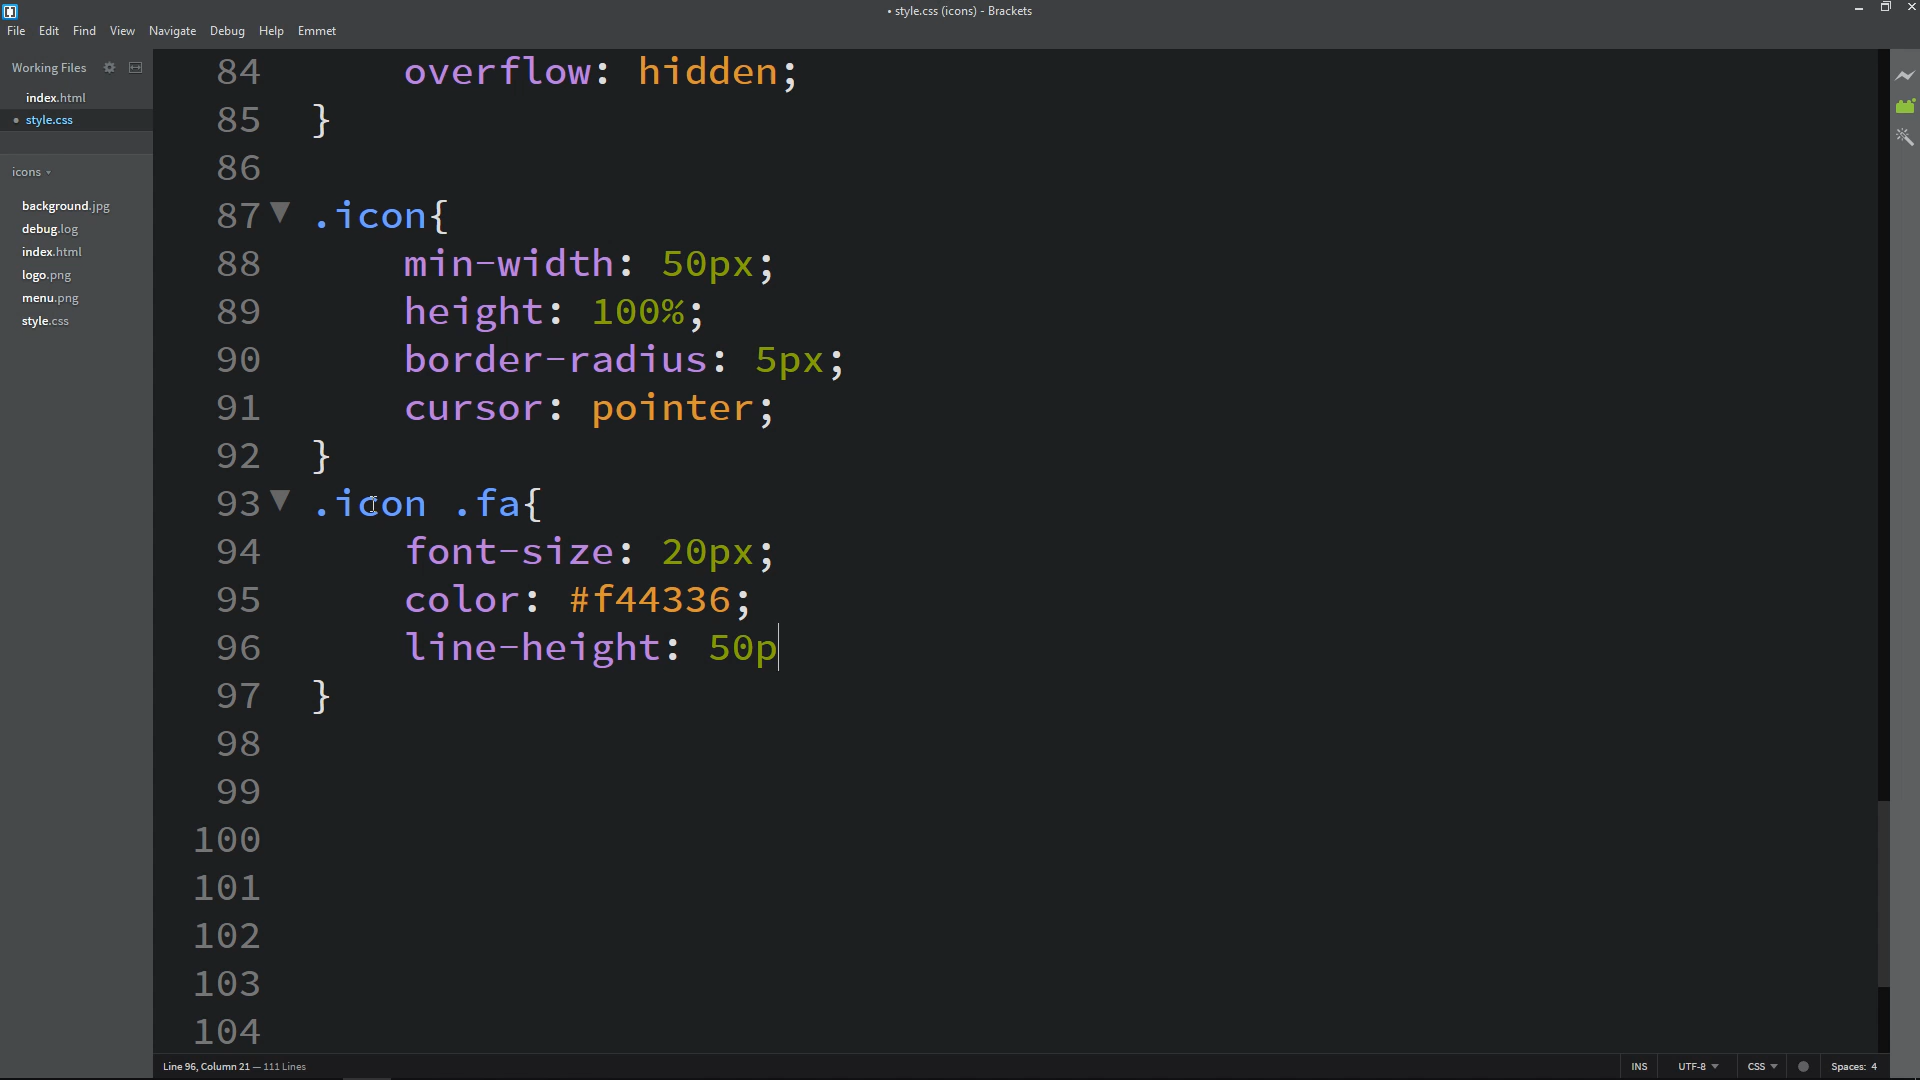 • style.css (icons) - Brackets
File Edit Find View Navigate Debug Help Emmet
Working Files
index.html
• style.css
icons
background.jpg
debug.log
index.html
logo.png
menu.png
style.css
84 overflow: hidden;
85 }
86
87 .icon{
88 min-width: 50px;
89 height: 100%;
90 border-radius: 5px;
91 cursor: pointer;
92 }
93 .icon .fa{
94 font-size: 20px;
95 color: #f44336;
96 line-height: 50p
97 }
98
99
100
101
102
103
104
Line 96, Column 21 — 111 Lines
INS UTF-8 CSS Spaces: 4